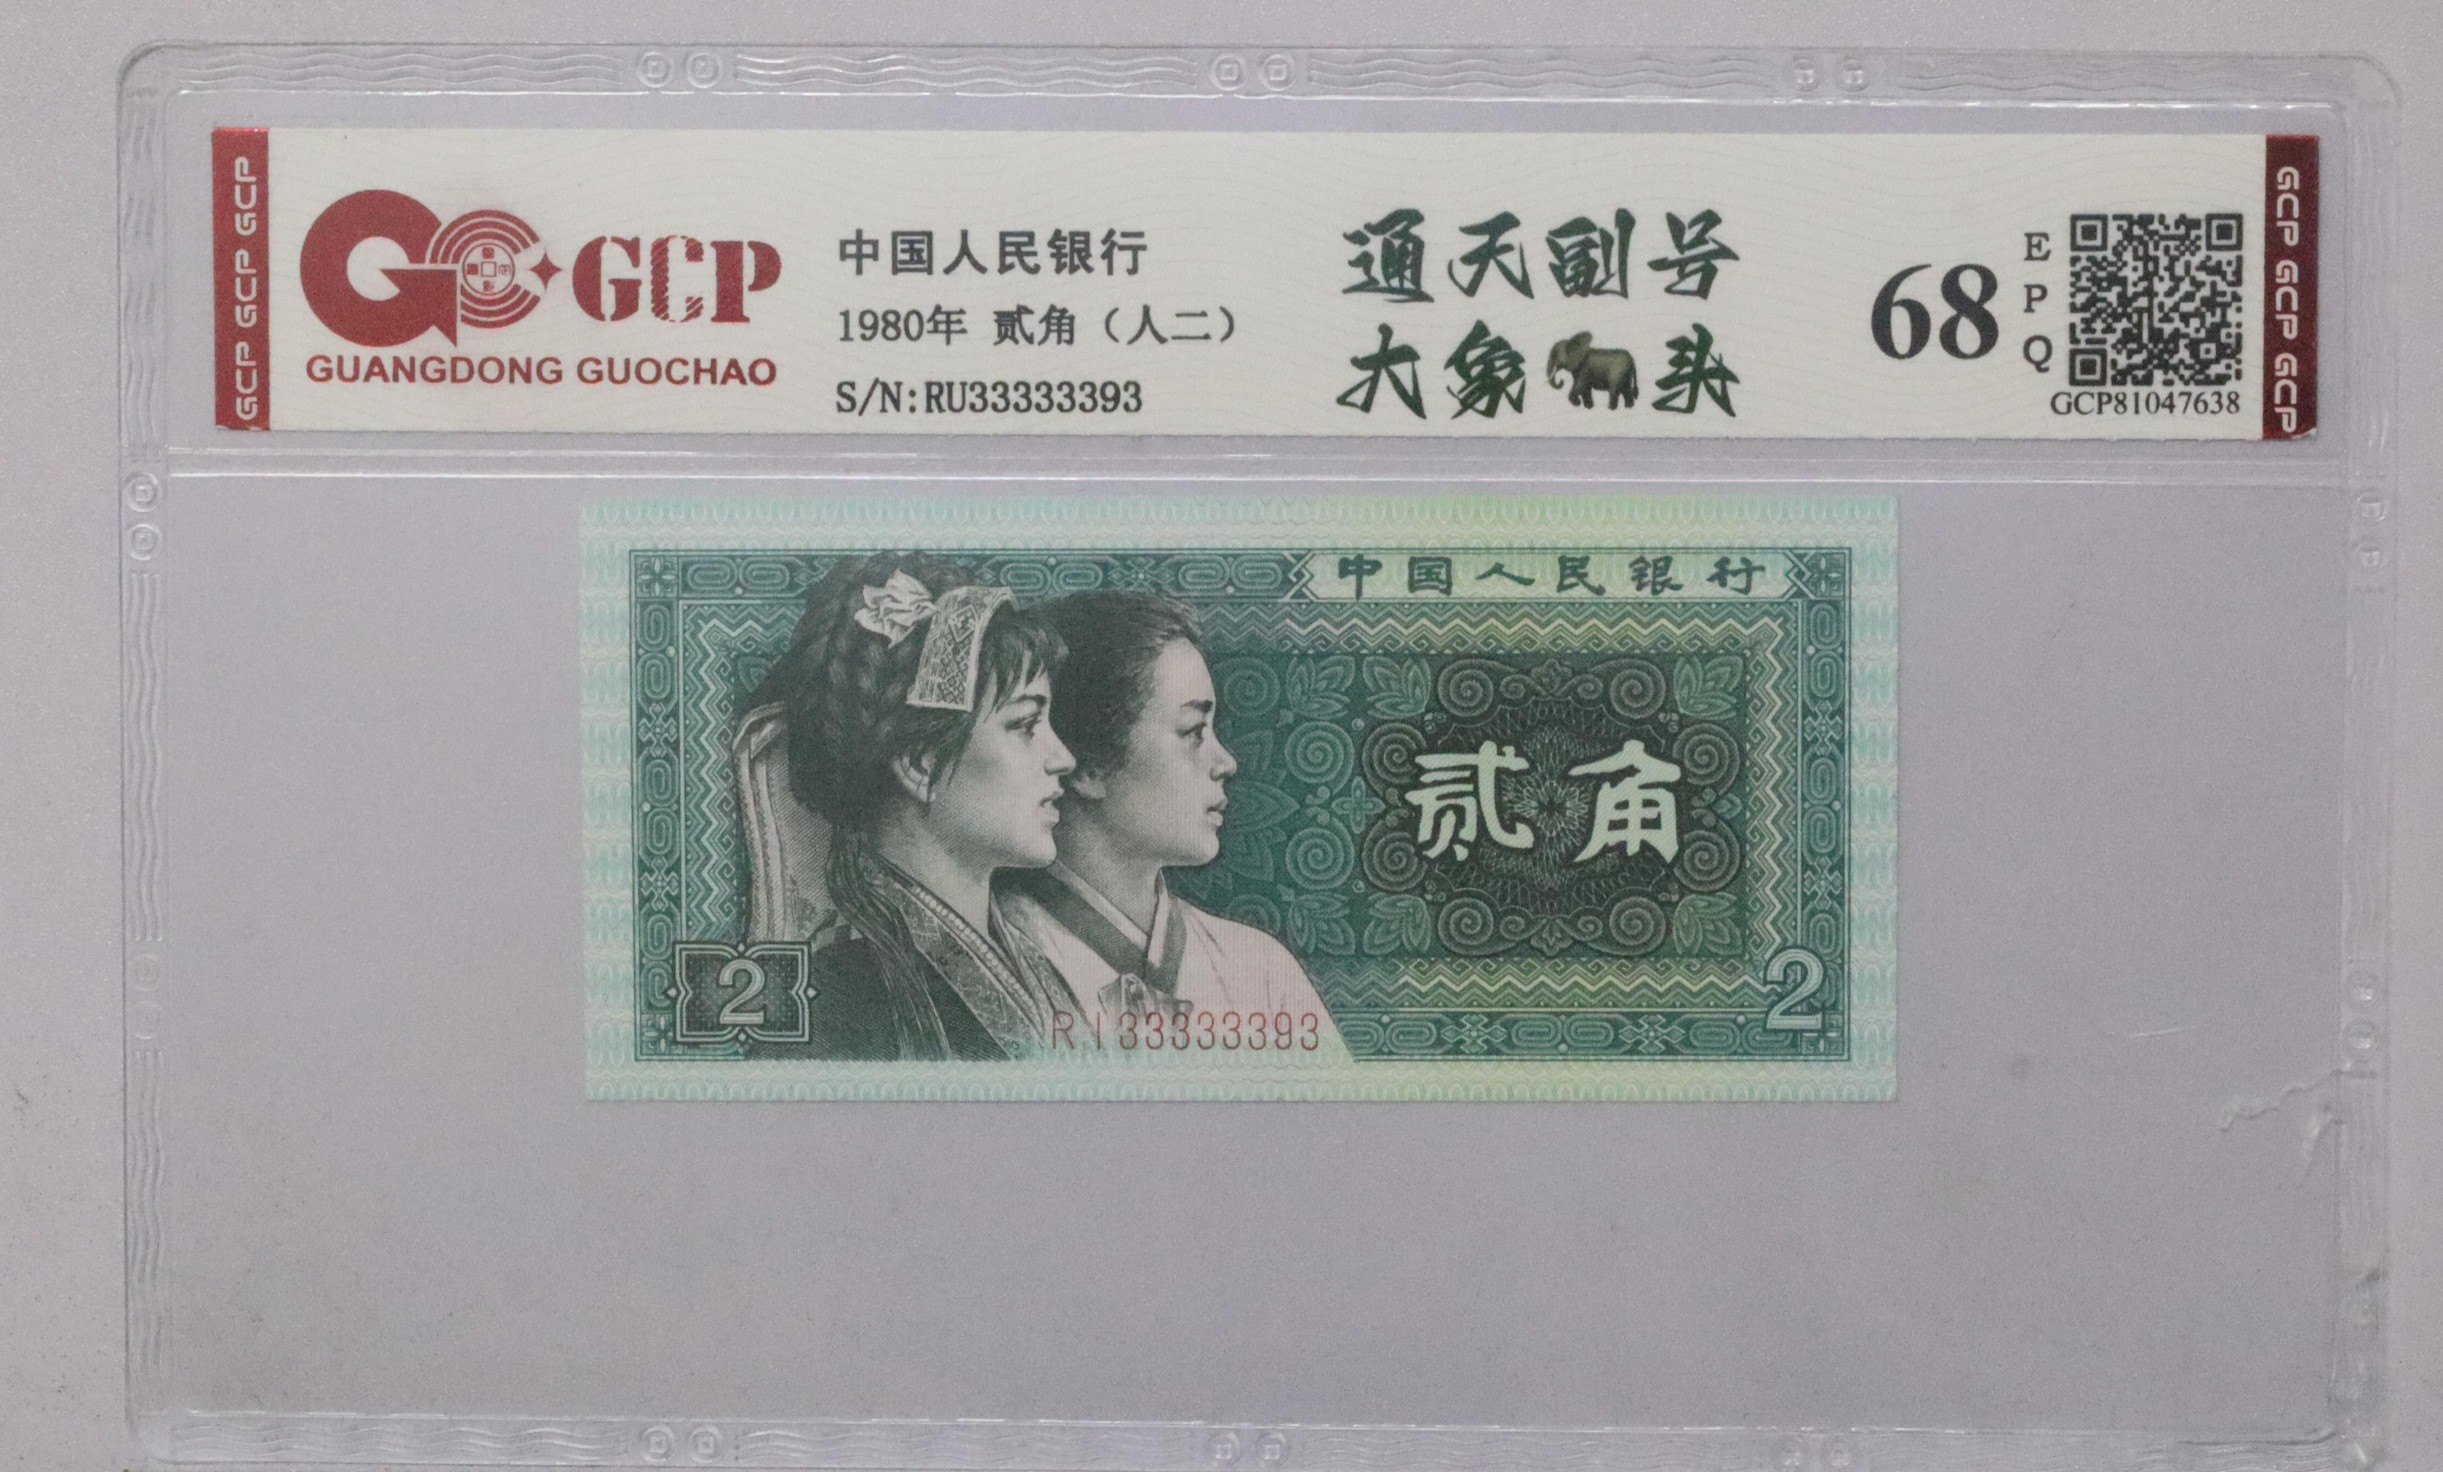 GCP GCP GCP
GCP
GUANGDONG GUOCHAO
中国人民银行
1980年 贰角（人二）
S/N:RU33333393
通天副号
大象🐘头
68
E
P
Q
GCP81047638
GCP GCP GCP
中国人民银行
贰角
2
2
RI33333393